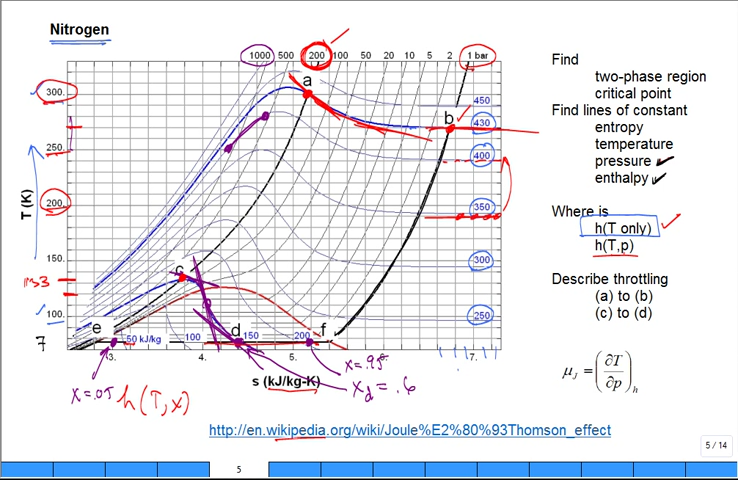 Nitrogen
1000 500 200 100 50 20 10 5 2 1 bar
300
250
200
150
100
T (K)
a
b
c
d
e
f
450
430
400
350
300
250
50 kJ/kg
100
150
200
3.
4.
5.
7.
s (kJ/kg-K)
x=.05
h(T,x)
x=.95
x_d = .6
Find
two-phase region
critical point
Find lines of constant
entropy
temperature
pressure
enthalpy
Where is
h(T only)
h(T,p)
Describe throttling
(a) to (b)
(c) to (d)
μ_J = (∂T/∂p)_h
http://en.wikipedia.org/wiki/Joule%E2%80%93Thomson_effect
5 / 14
5